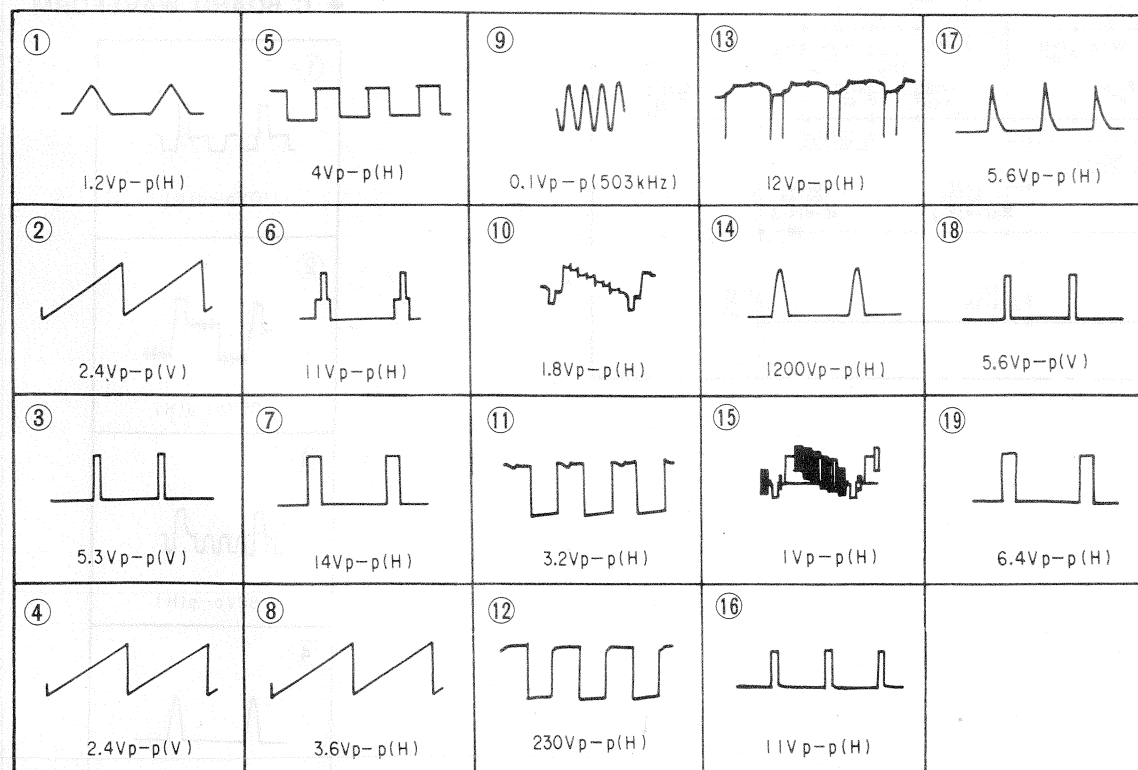 ①
1.2Vp-p(H)
⑤
4Vp-p(H)
⑨
0.1Vp-p(503kHz)
⑬
12Vp-p(H)
⑰
5.6Vp-p(H)
②
2.4Vp-p(V)
⑥
11Vp-p(H)
⑩
1.8Vp-p(H)
⑭
1200Vp-p(H)
⑱
5.6Vp-p(V)
③
5.3Vp-p(V)
⑦
14Vp-p(H)
⑪
3.2Vp-p(H)
⑮
1Vp-p(H)
⑲
6.4Vp-p(H)
④
2.4Vp-p(V)
⑧
3.6Vp-p(H)
⑫
230Vp-p(H)
⑯
11Vp-p(H)